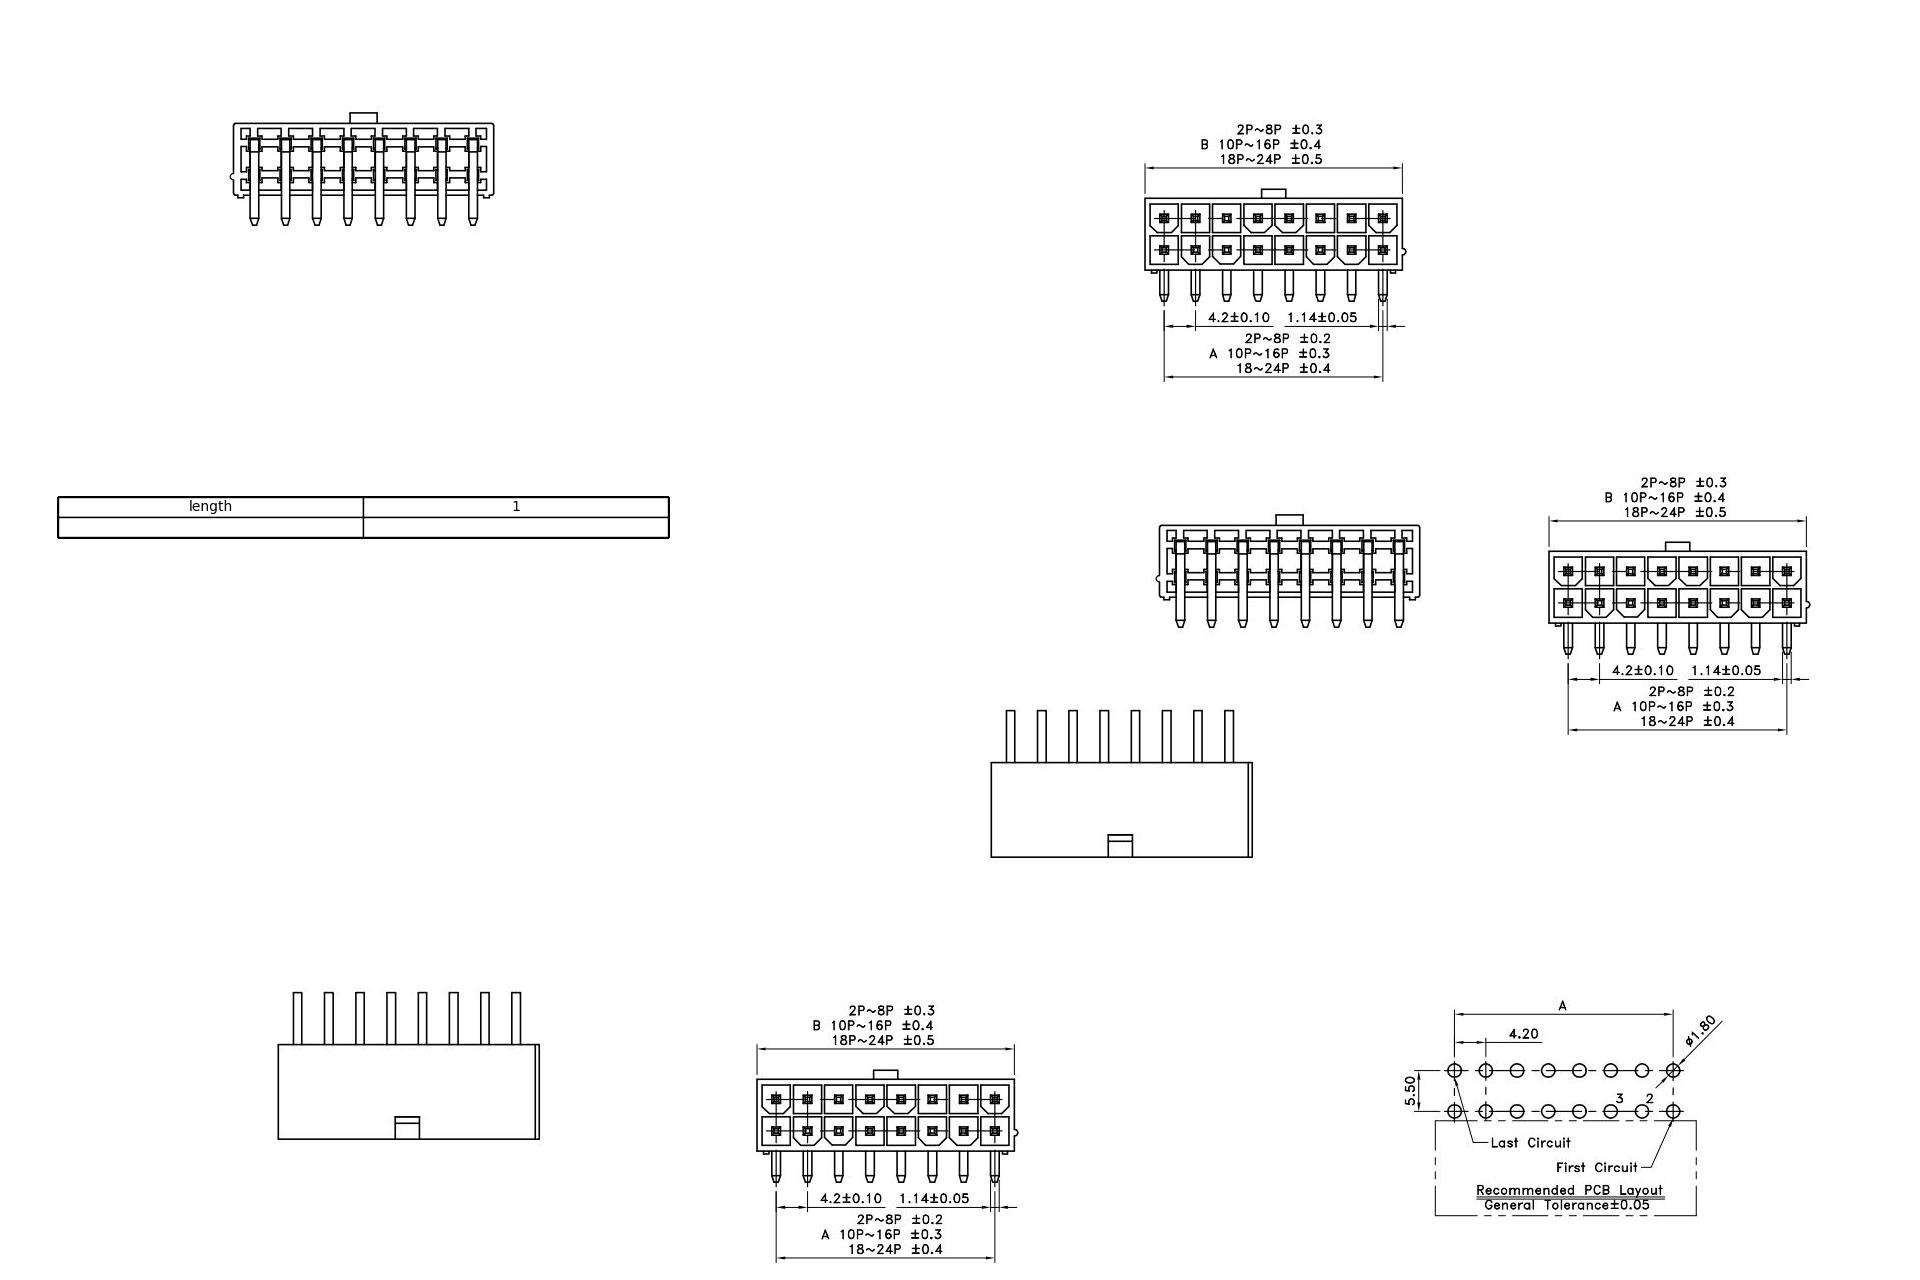 2P~8P ±0.3
B 10P~16P ±0.4
18P~24P ±0.5
4.2±0.10 1.14±0.05
2P~8P ±0.2
A 10P~16P ±0.3
18~24P ±0.4
length 1
2P~8P ±0.3
B 10P~16P ±0.4
18P~24P ±0.5
4.2±0.10 1.14±0.05
2P~8P ±0.2
A 10P~16P ±0.3
18~24P ±0.4
2P~8P ±0.3
B 10P~16P ±0.4
18P~24P ±0.5
4.2±0.10 1.14±0.05
2P~8P ±0.2
A 10P~16P ±0.3
18~24P ±0.4
A
4.20
ø1.80
5.50
3 2
Last Circuit
First Circuit
Recommended PCB Layout
General Tolerance±0.05